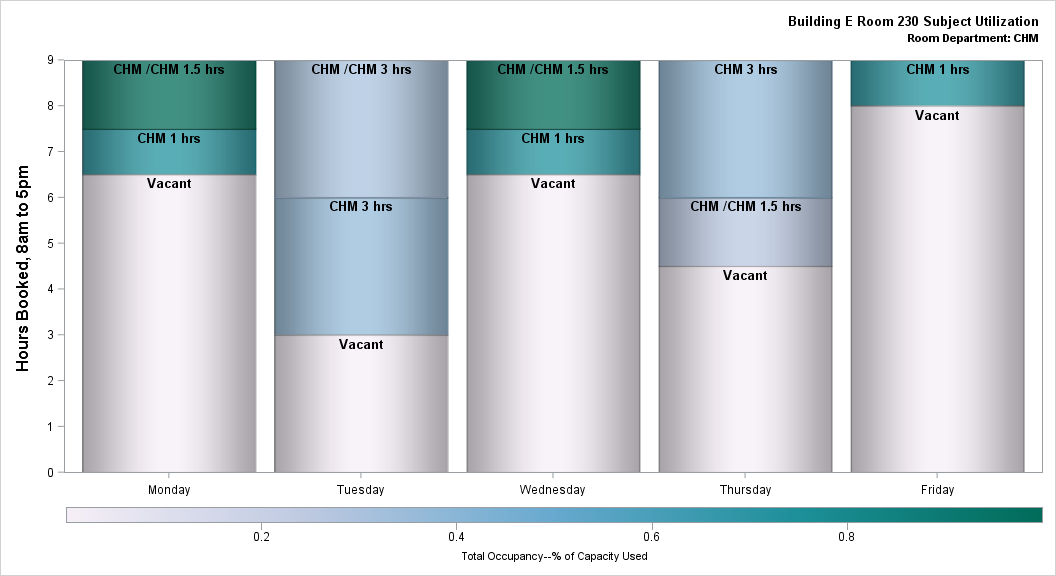 Building E Room 230 Subject Utilization
Room Department: CHM
Hours Booked, 8am to 5pm
9
8
7
6
5
4
3
2
1
0
CHM /CHM 1.5 hrs
CHM 1 hrs
Vacant
CHM /CHM 3 hrs
CHM 3 hrs
Vacant
CHM /CHM 1.5 hrs
CHM 1 hrs
Vacant
CHM 3 hrs
CHM /CHM 1.5 hrs
Vacant
CHM 1 hrs
Vacant
Monday Tuesday Wednesday Thursday Friday
0.2 0.4 0.6 0.8
Total Occupancy--% of Capacity Used